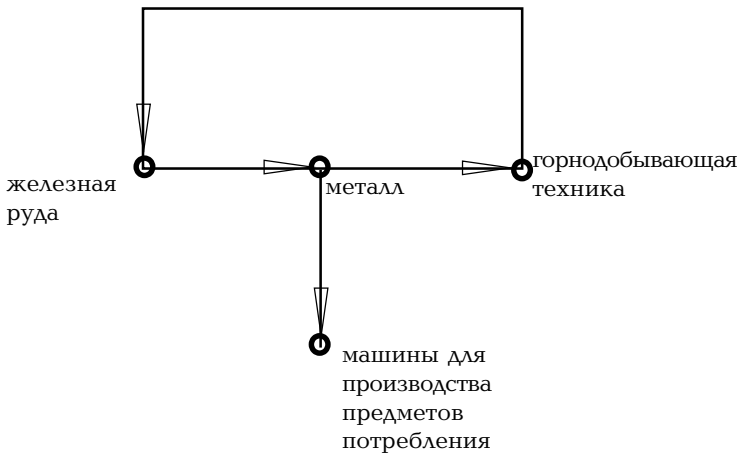 горнодобывающая
техника
железная
руда
металл
машины для
производства
предметов
потребления